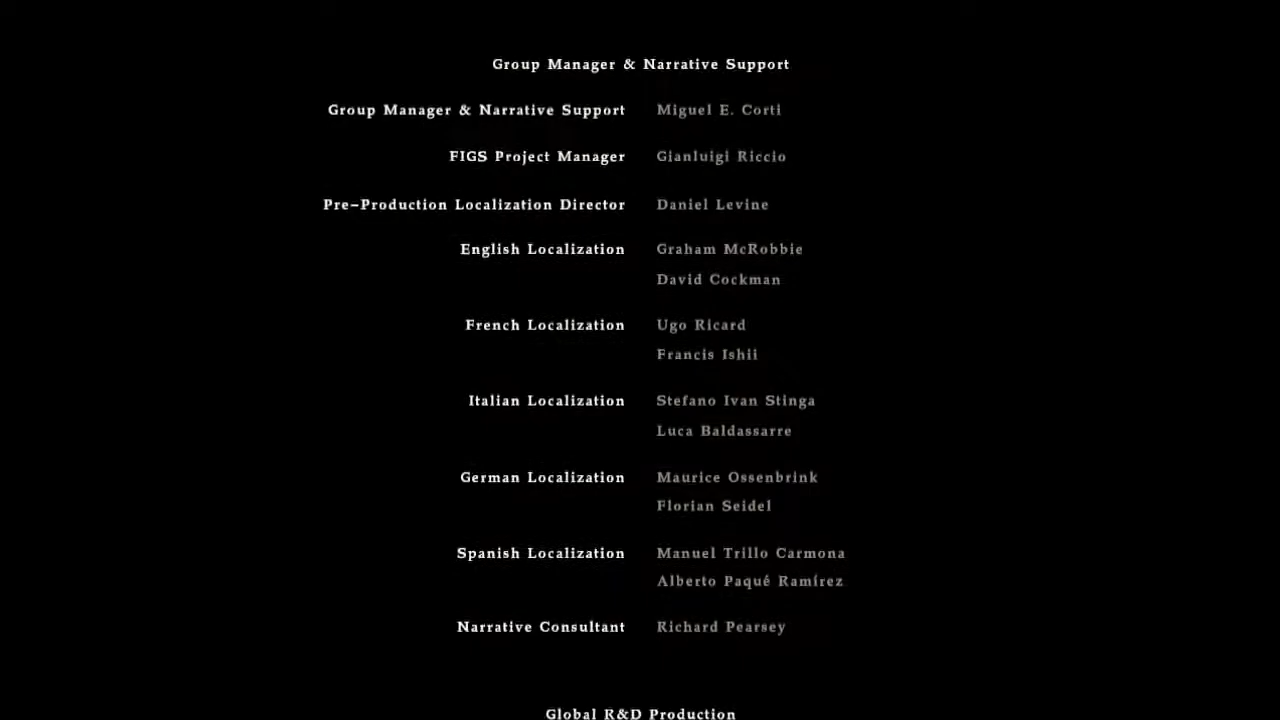 Group Manager & Narrative Support
Group Manager & Narrative Support Miguel E. Corti
FIGS Project Manager Gianluigi Riccio
Pre-Production Localization Director Daniel Levine
English Localization Graham McRobbie
David Cockman
French Localization Ugo Ricard
Francis Ishii
Italian Localization Stefano Ivan Stinga
Luca Baldassarre
German Localization Maurice Ossenbrink
Florian Seidel
Spanish Localization Manuel Trillo Carmona
Alberto Paqué Ramírez
Narrative Consultant Richard Pearsey
Global R&D Production